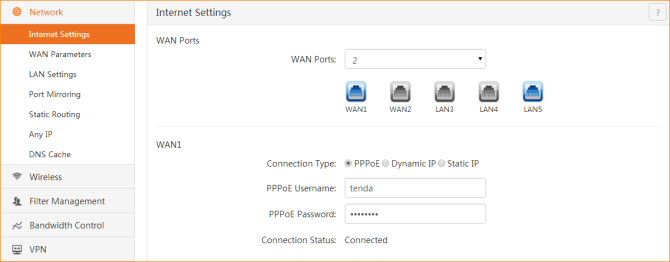 Network
Internet Settings
WAN Parameters
LAN Settings
Port Mirroring
Static Routing
Any IP
DNS Cache
Wireless
Filter Management
Bandwidth Control
VPN
Internet Settings
?
WAN Ports
WAN Ports: 2
WAN1 WAN2 LAN3 LAN4 LAN5
WAN1
Connection Type: PPPoE Dynamic IP Static IP
PPPoE Username: tenda
PPPoE Password: ••••••••
Connection Status: Connected